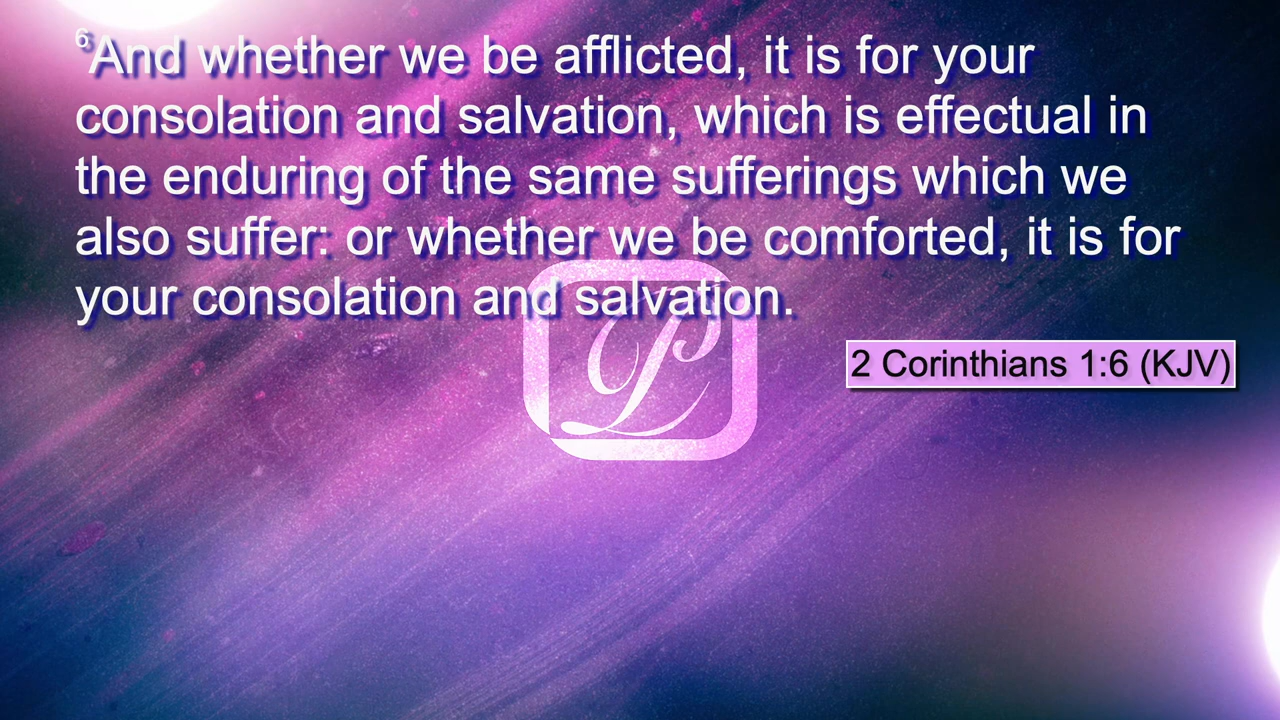 6And whether we be afflicted, it is for your
consolation and salvation, which is effectual in
the enduring of the same sufferings which we
also suffer: or whether we be comforted, it is for
your consolation and salvation.
2 Corinthians 1:6 (KJV)